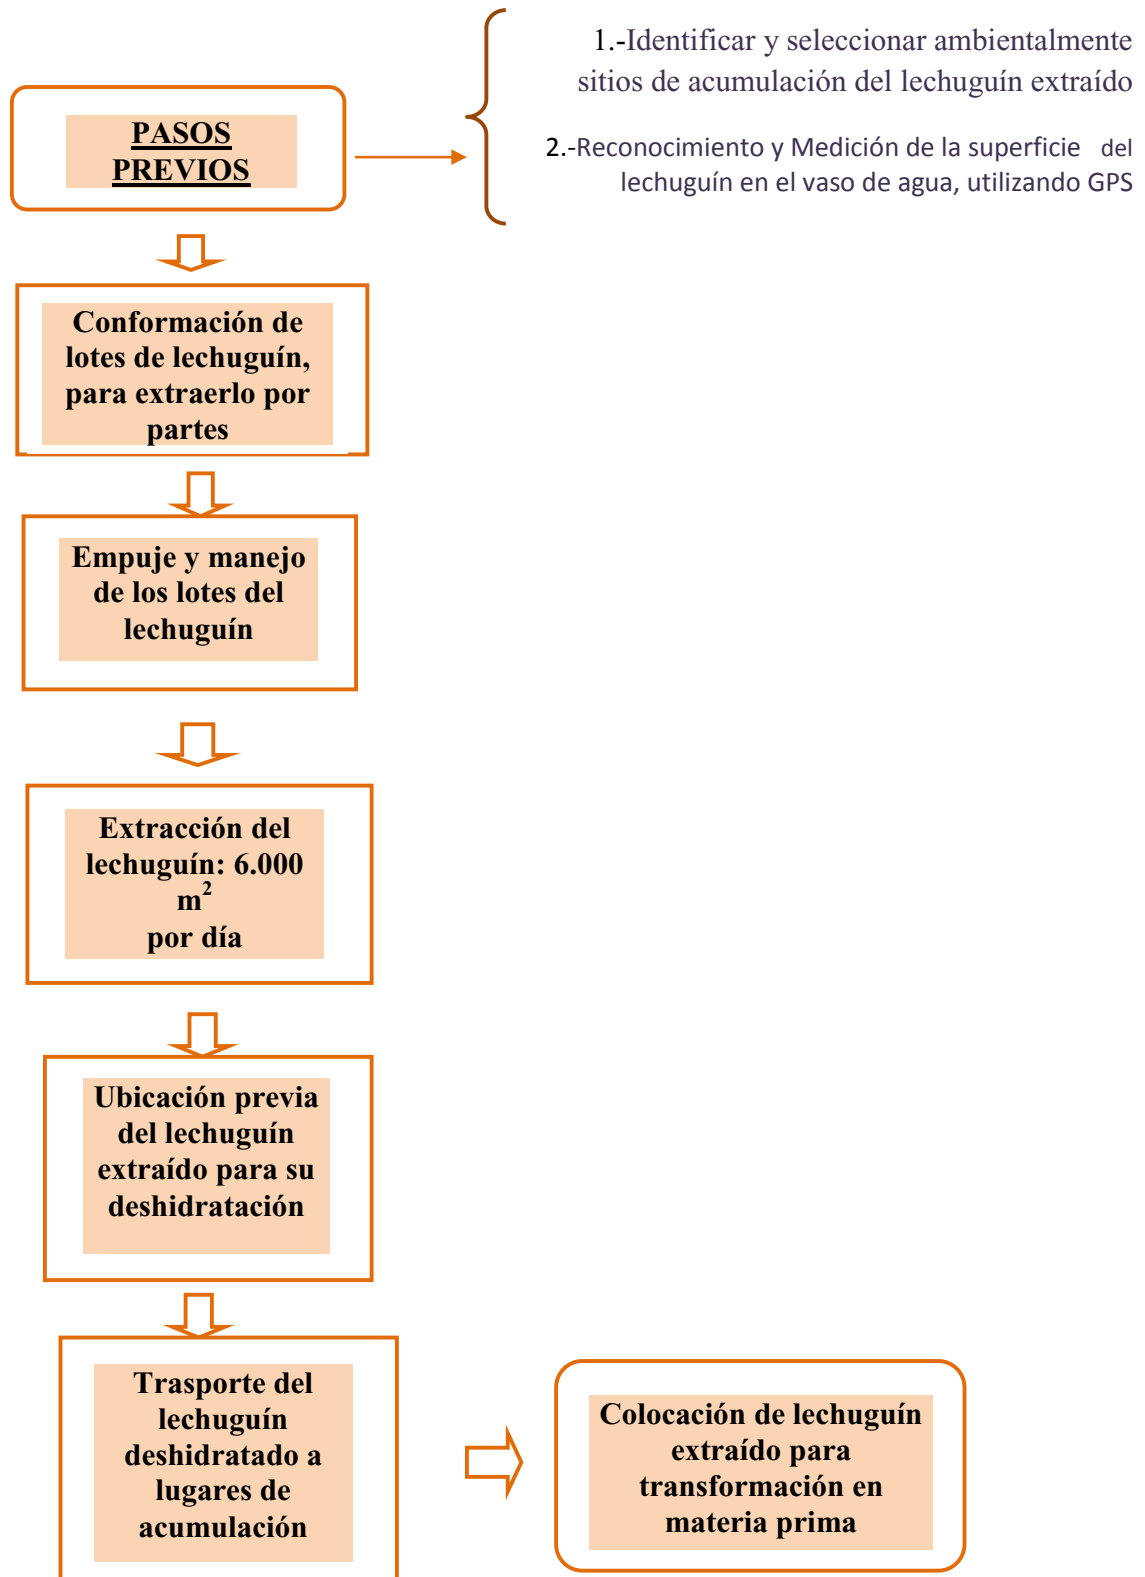 PASOS
PREVIOS
1.-Identificar y seleccionar ambientalmente
sitios de acumulación del lechuguín extraído
2.-Reconocimiento y Medición de la superficie del
lechuguín en el vaso de agua, utilizando GPS
Conformación de
lotes de lechuguín,
para extraerlo por
partes
Empuje y manejo
de los lotes del
lechuguín
Extracción del
lechuguín: 6.000
m²
por día
Ubicación previa
del lechuguín
extraído para su
deshidratación
Trasporte del
lechuguín
deshidratado a
lugares de
acumulación
Colocación de lechuguín
extraído para
transformación en
materia prima